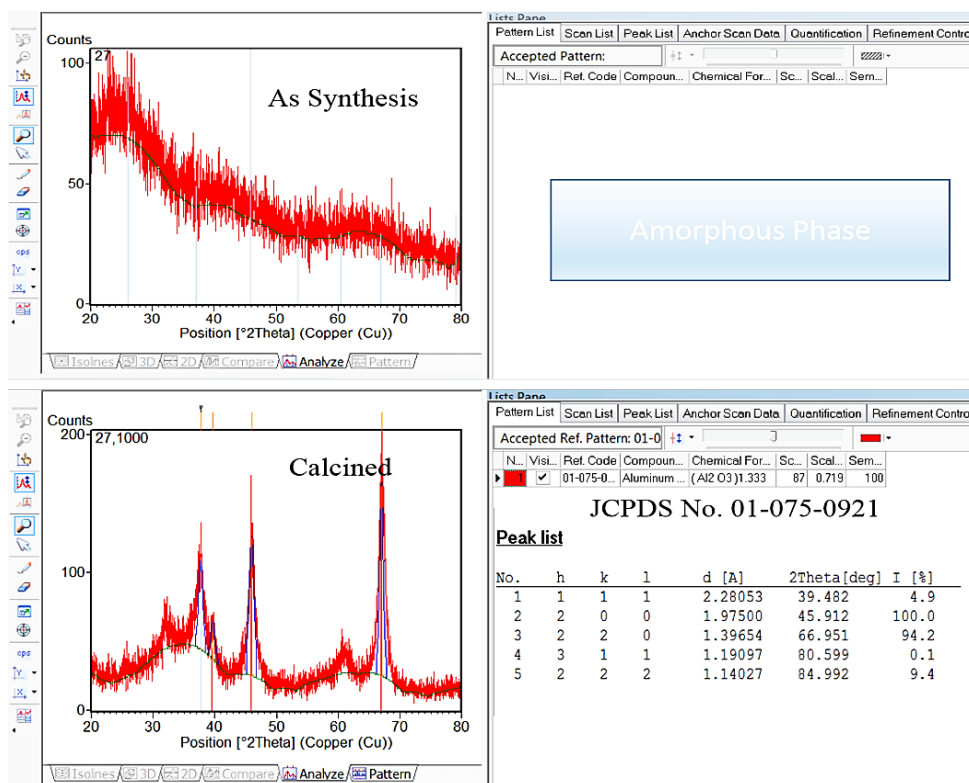 Lists Pane
Pattern List Scan List Peak List Anchor Scan Data Quantification Refinement Contro
Accepted Pattern:
N... Visi... Ref. Code Compoun... Chemical For... Sc... Scal... Sem...
Counts
100
27
As Synthesis
50
0
20 30 40 50 60 70 80
Position [°2Theta] (Copper (Cu))
Isolines 3D 2D Compare Analyze Pattern
cps
Amorphous Phase
Lists Pane
Pattern List Scan List Peak List Anchor Scan Data Quantification Refinement Contro
Accepted Ref. Pattern: 01-0
N... Visi... Ref. Code Compoun... Chemical For... Sc... Scal... Sem...
1 01-075-0... Aluminum ... ( Al2 O3 )1.333 87 0.719 100
JCPDS No. 01-075-0921
Peak list
No. h k l d [A] 2Theta[deg] I [%]
1 1 1 1 2.28053 39.482 4.9
2 2 0 0 1.97500 45.912 100.0
3 2 2 0 1.39654 66.951 94.2
4 3 1 1 1.19097 80.599 0.1
5 2 2 2 1.14027 84.992 9.4
Counts
200
27,1000
Calcined
100
0
20 30 40 50 60 70 80
Position [°2Theta] (Copper (Cu))
Isolines 3D 2D Compare Analyze Pattern
cps